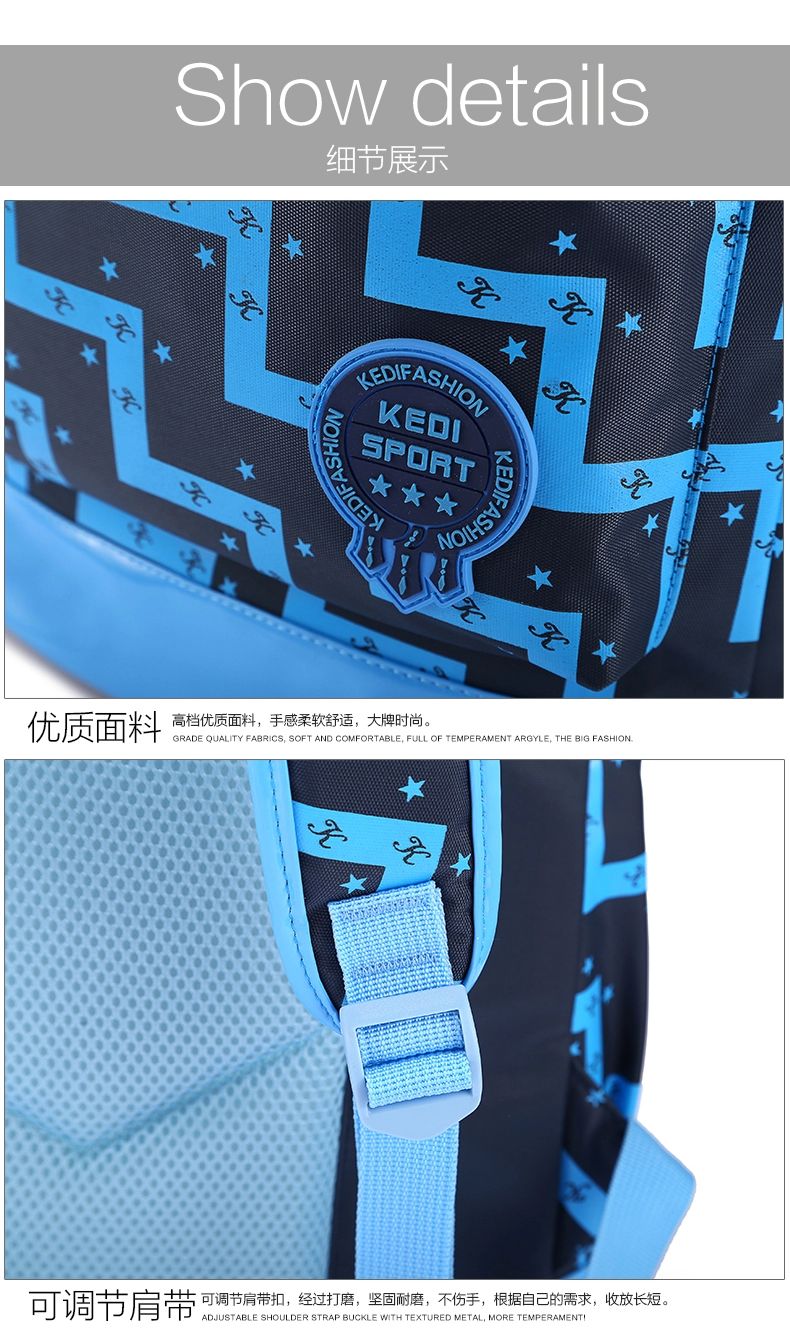 Show details
细节展示
KEDIFASHION
KEDI
SPORT
KEDIFASHION
KEDIFASHION
优质面料
高档优质面料，手感柔软舒适，大牌时尚。
GRADE QUALITY FABRICS, SOFT AND COMFORTABLE, FULL OF TEMPERAMENT ARGYLE, THE BIG FASHION.
可调节肩带
可调节肩带扣，经过打磨，坚固耐磨，不伤手，根据自己的需求，收放长短。
ADJUSTABLE SHOULDER STRAP BUCKLE WITH TEXTURED METAL, MORE TEMPERAMENT!